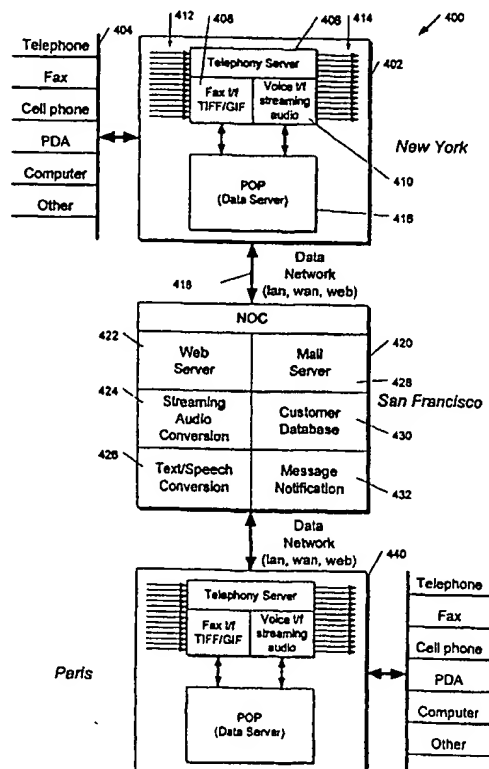 404
412
408
408
414
400
Telephone
Fax
Cell phone
PDA
Computer
Other
Telephony Server
Fax I/f
TIFF/GIF
Voice I/f
streaming
audio
402
New York
410
POP
(Data Server)
416
418
Data
Network
(lan, wan, web)
NOC
422
Web
Server
Mail
Server
420
428
San Francisco
424
Streaming
Audio
Conversion
Customer
Database
430
426
Text/Speech
Conversion
Message
Notification
432
Data
Network
(lan, wan, web)
440
Telephony Server
Fax I/f
TIFF/GIF
Voice I/f
streaming
audio
Paris
POP
(Data Server)
Telephone
Fax
Cell phone
PDA
Computer
Other